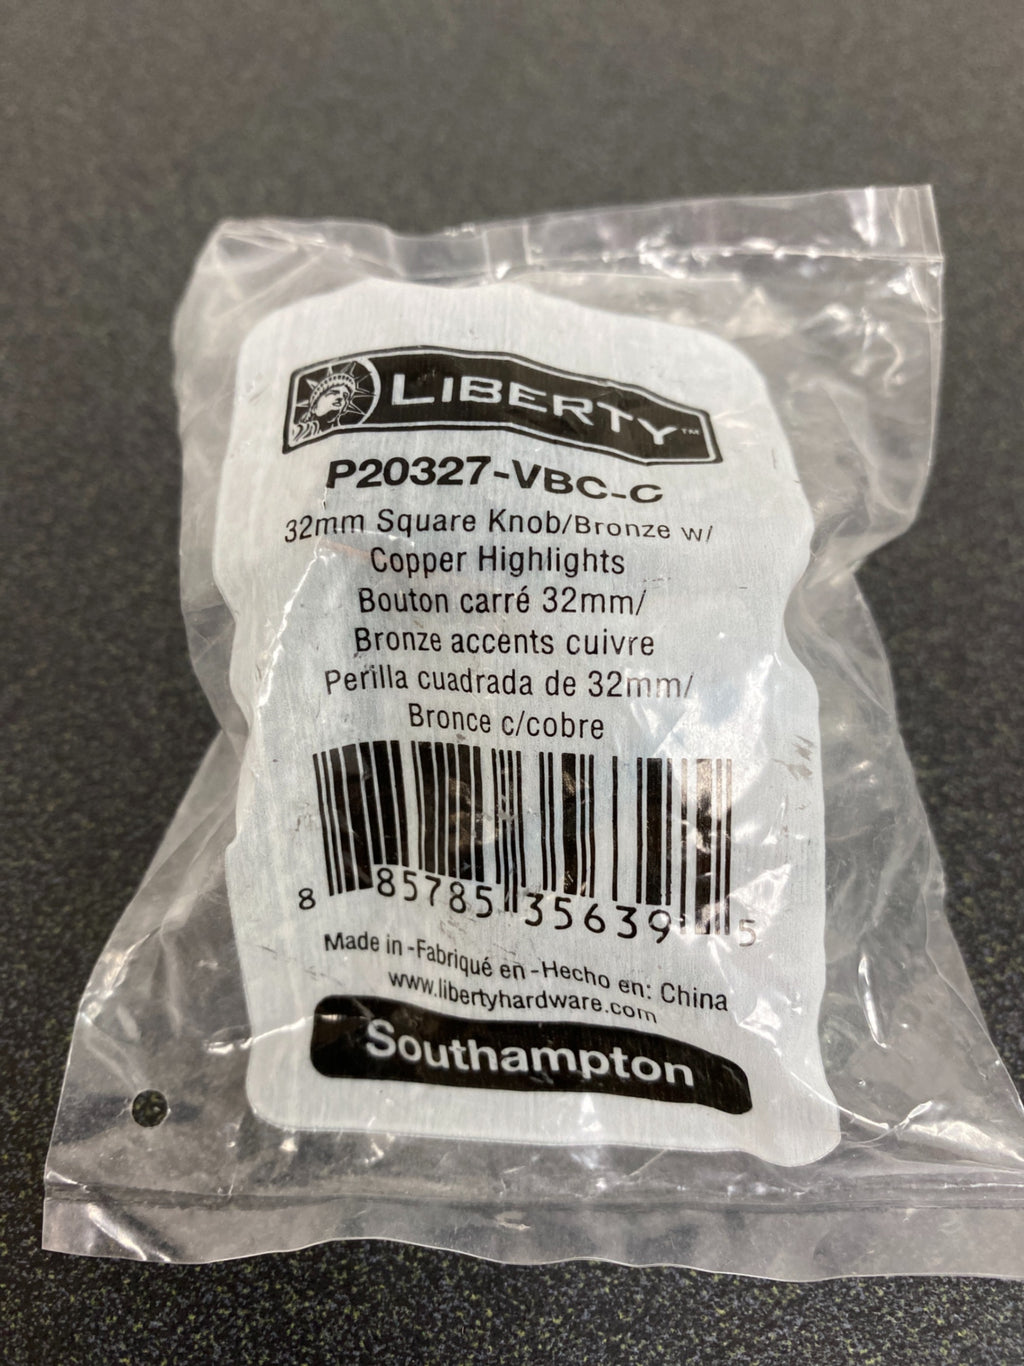 LIBERTY™
P20327-VBC-C
32mm Square Knob/Bronze w/
Copper Highlights
Bouton carré 32mm/
Bronze accents cuivre
Perilla cuadrada de 32mm/
Bronce c/cobre
8 85785 35639 5
Made in -Fabriqué en -Hecho en: China
www.libertyhardware.com
Southampton